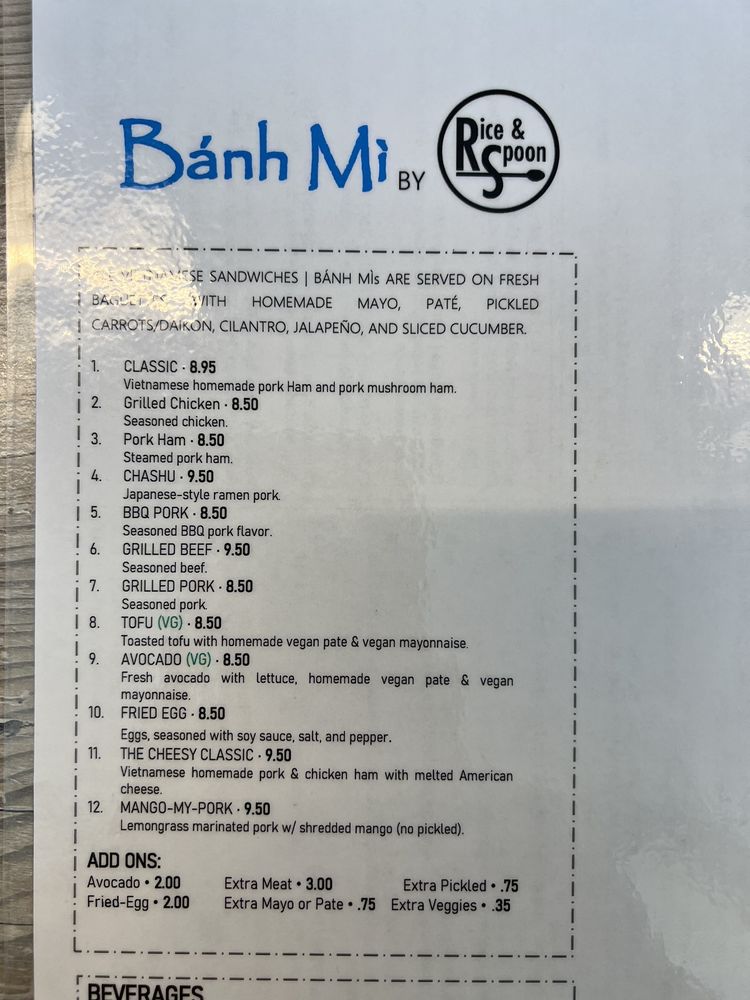 Bánh Mì BY Rice & Spoon
VIETNAMESE SANDWICHES | BÁNH MÌs ARE SERVED ON FRESH
BAGUETTES WITH HOMEMADE MAYO, PATÉ, PICKLED
CARROTS/DAIKON, CILANTRO, JALAPEÑO, AND SLICED CUCUMBER.
1. CLASSIC · 8.95
Vietnamese homemade pork Ham and pork mushroom ham.
2. Grilled Chicken · 8.50
Seasoned chicken.
3. Pork Ham · 8.50
Steamed pork ham.
4. CHASHU · 9.50
Japanese-style ramen pork.
5. BBQ PORK · 8.50
Seasoned BBQ pork flavor.
6. GRILLED BEEF · 9.50
Seasoned beef.
7. GRILLED PORK · 8.50
Seasoned pork.
8. TOFU (VG) · 8.50
Toasted tofu with homemade vegan pate & vegan mayonnaise.
9. AVOCADO (VG) · 8.50
Fresh avocado with lettuce, homemade vegan pate & vegan
mayonnaise.
10. FRIED EGG · 8.50
Eggs, seasoned with soy sauce, salt, and pepper.
11. THE CHEESY CLASSIC · 9.50
Vietnamese homemade pork & chicken ham with melted American
cheese.
12. MANGO-MY-PORK · 9.50
Lemongrass marinated pork w/ shredded mango (no pickled).
ADD ONS:
Avocado • 2.00 Extra Meat • 3.00 Extra Pickled • .75
Fried-Egg • 2.00 Extra Mayo or Pate • .75 Extra Veggies • .35
BEVERAGES